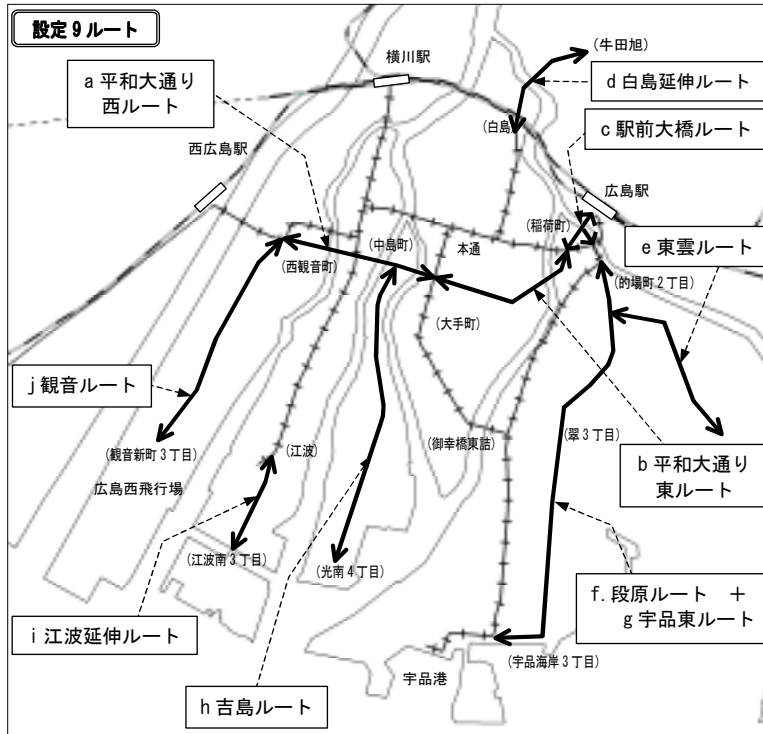 設定9ルート
(牛田旭)
横川駅
a 平和大通り
西ルート
d 白島延伸ルート
(白島)
c 駅前大橋ルート
西広島駅
広島駅
(稲荷町)
(中島町)
本通
e 東雲ルート
(西観音町)
(的場町2丁目)
(大手町)
j 観音ルート
(御幸橋東詰)
(翠3丁目)
(江波)
(観音新町3丁目)
b 平和大通り
東ルート
広島西飛行場
(江波南3丁目)
(光南4丁目)
f.段原ルート +
g 宇品東ルート
i 江波延伸ルート
(宇品海岸3丁目)
宇品港
h 吉島ルート